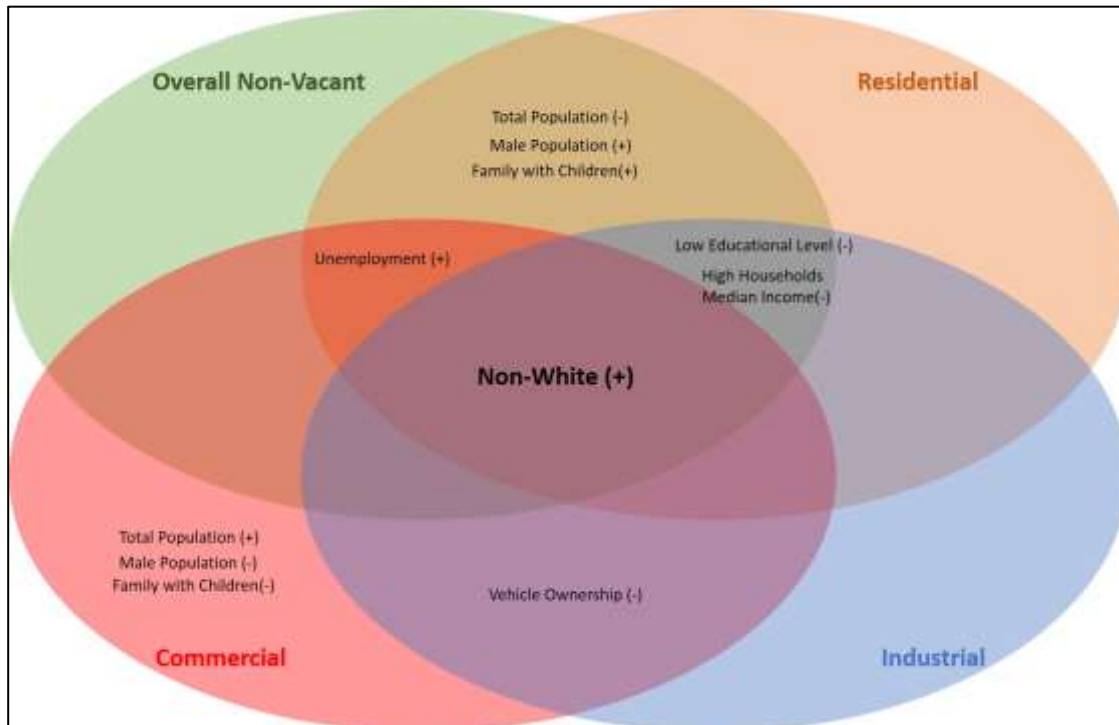 Overall Non-Vacant
Residential
Total Population (-)
Male Population (+)
Family with Children(+)
Unemployment (+)
Low Educational Level (-)
High Households
Median Income(-)
Non-White (+)
Total Population (+)
Male Population (-)
Family with Children(-)
Vehicle Ownership (-)
Commercial
Industrial